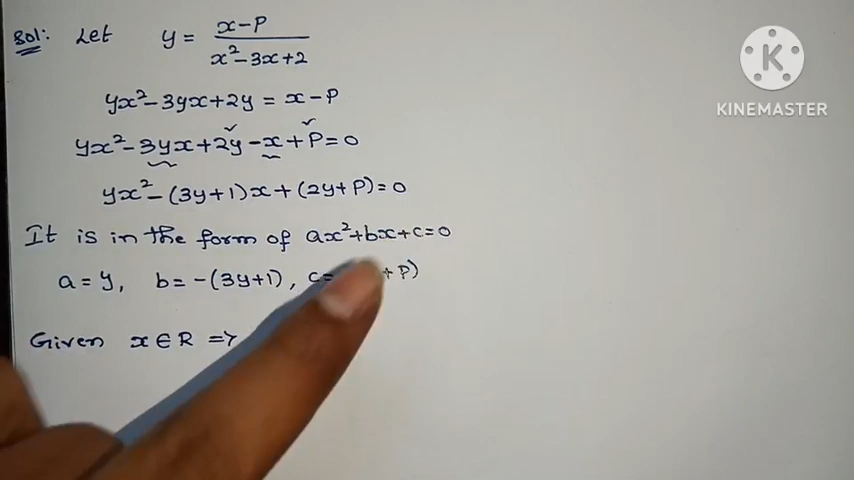 Sol: Let y = x-P / x²-3x+2
yx²-3yx+2y = x-P
yx²-3yx+2y-x+P=0
yx²-(3y+1)x+(2y+P)=0
It is in the form of ax²+bx+c=0
a=y, b=-(3y+1), c= +P)
Given x∈R ⇒
KINEMASTER